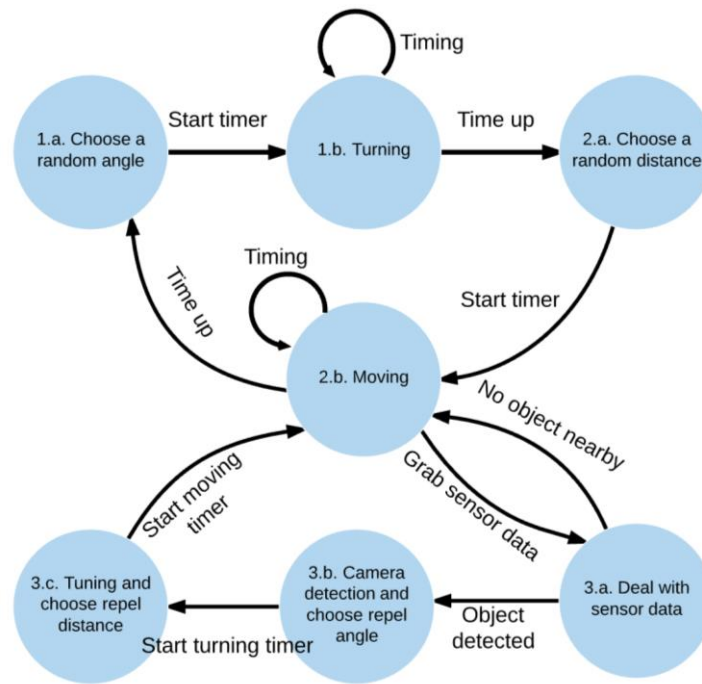 Timing
Start timer
Time up
1.a. Choose a
random angle
1.b. Turning
2.a. Choose a
random distance
Timing
Time up
Start timer
2.b. Moving
No object nearby
Start moving
timer
Grab sensor data
3.c. Tuning and
choose repel
distance
3.b. Camera
detection and
choose repel
angle
3.a. Deal with
sensor data
Start turning timer
Object
detected